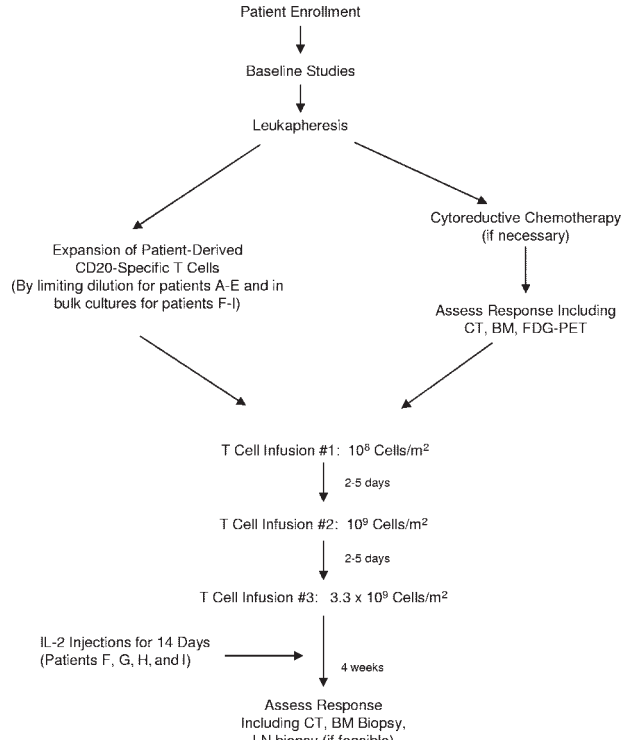 Patient Enrollment
Baseline Studies
Leukapheresis
Cytoreductive Chemotherapy
(if necessary)
Expansion of Patient-Derived
CD20-Specific T Cells
(By limiting dilution for patients A-E and in
bulk cultures for patients F-I)
Assess Response Including
CT, BM, FDG-PET
T Cell Infusion #1: 10⁸ Cells/m²
2-5 days
T Cell Infusion #2: 10⁹ Cells/m²
2-5 days
T Cell Infusion #3: 3.3 x 10⁹ Cells/m²
IL-2 Injections for 14 Days
(Patients F, G, H, and I)
4 weeks
Assess Response
Including CT, BM Biopsy,
LN biopsy (if feasible)